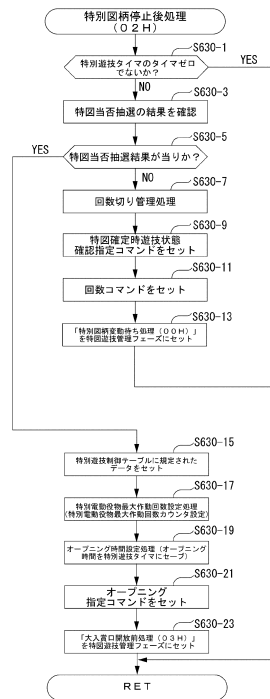 特別図柄停止後処理
(02H)
S630-1
特別遊技タイマのタイマゼロ
でないか?
YES
NO
S630-3
特図当否抽選の結果を確認
S630-5
YES
特図当否抽選結果が当りか?
NO
S630-7
回数切り管理処理
S630-9
特図確定時遊技状態
確認指定コマンドをセット
S630-11
回数コマンドをセット
S630-13
「特別図柄変動待ち処理(00H)」
を特図遊技管理フェーズにセット
S630-15
特別遊技制御テーブルに規定された
データをセット
S630-17
特別電動役物最大作動回数設定処理
(特別電動役物最大作動回数カウンタ設定)
S630-19
オープニング時間設定処理(オープニング
時間を特別遊技タイマにセーブ)
S630-21
オープニング
指定コマンドをセット
S630-23
「大入賞口開放前処理(03H)」
を特図遊技管理フェーズにセット
RET